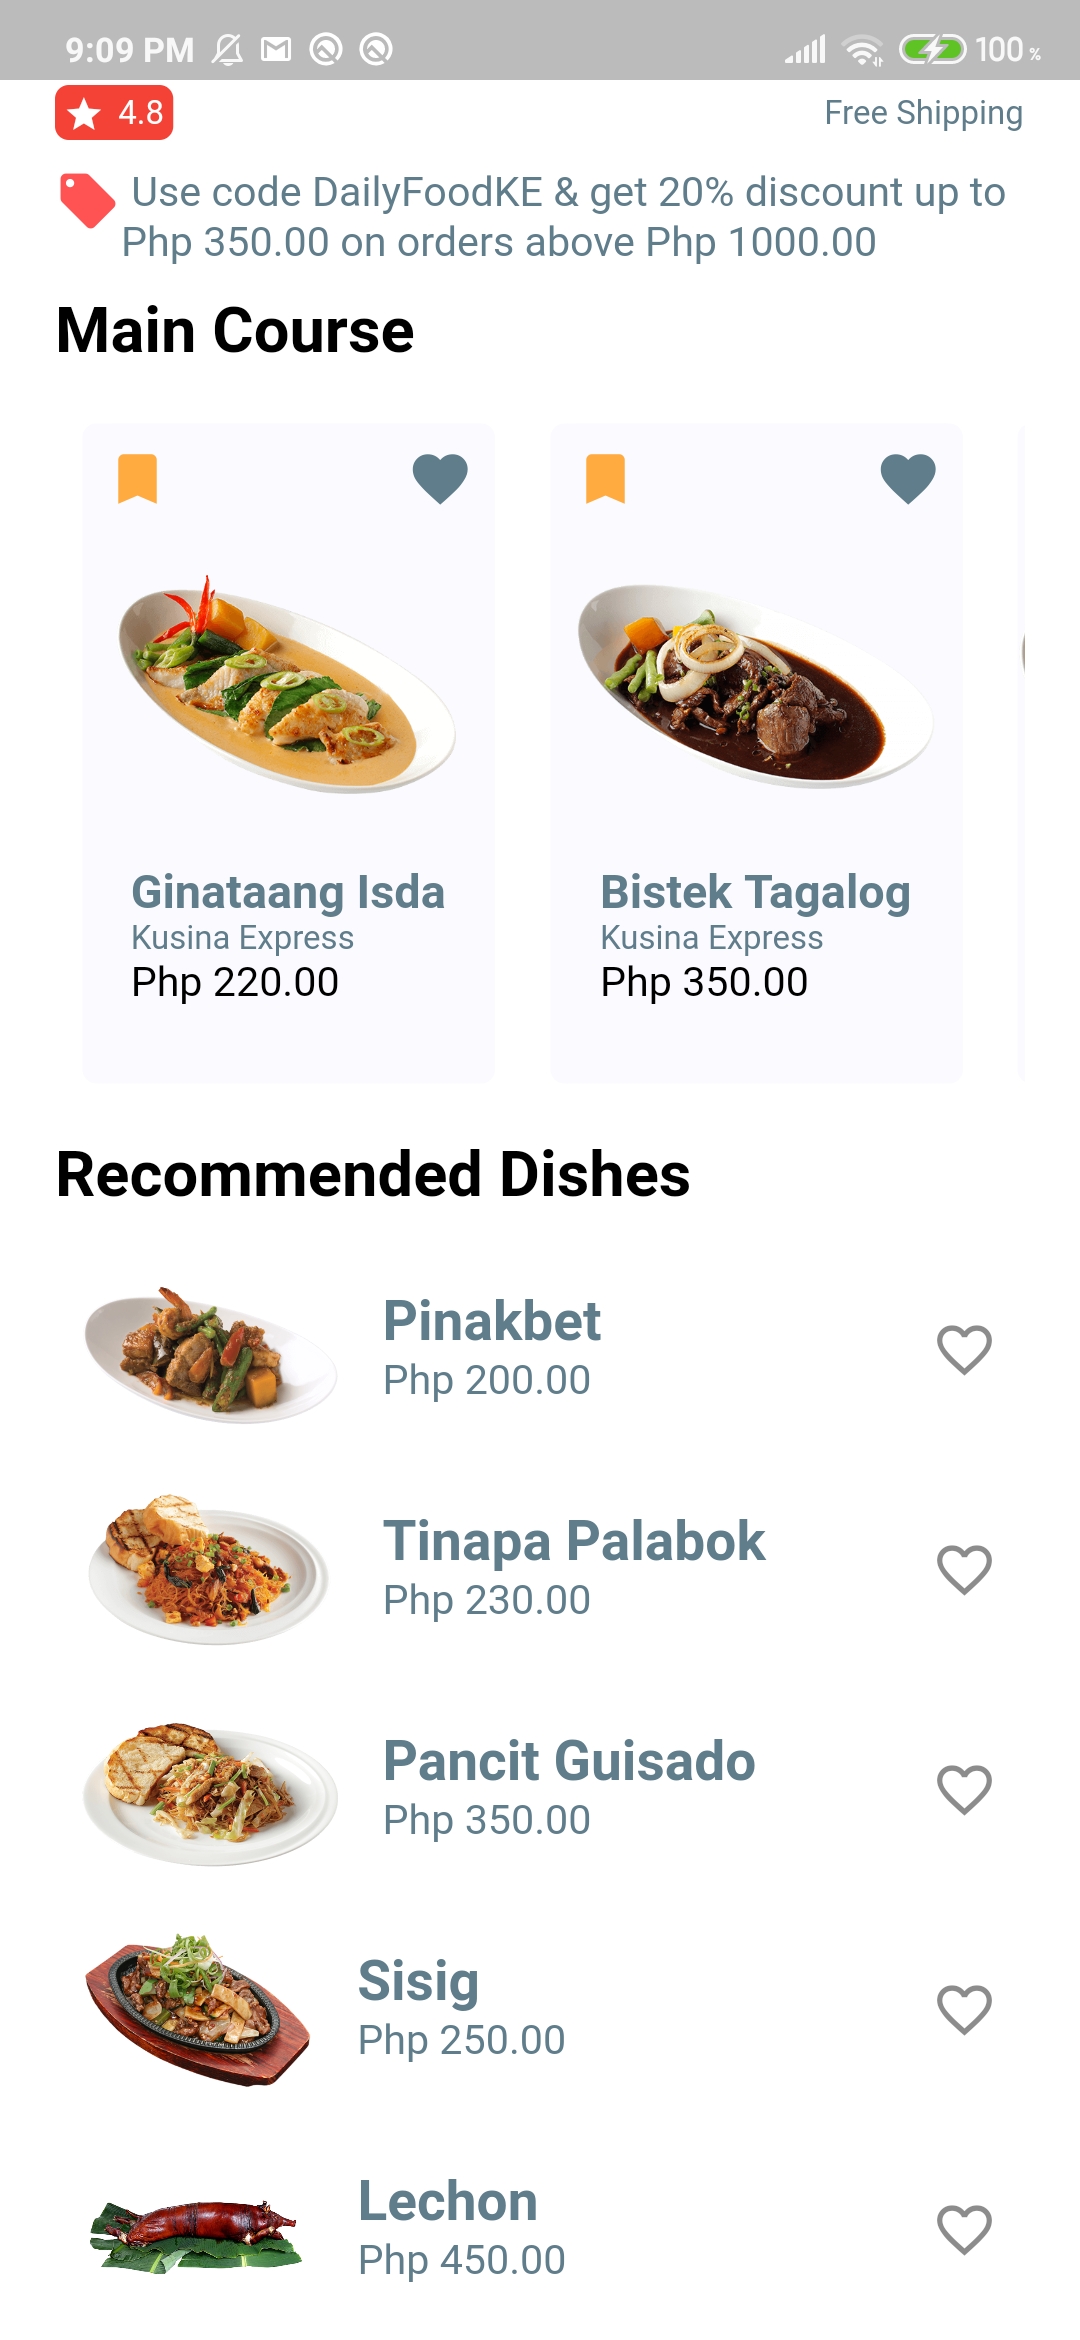 9:09 PM 100 %
4.8 Free Shipping
Use code DailyFoodKE & get 20% discount up to
Php 350.00 on orders above Php 1000.00
Main Course
Ginataang Isda
Kusina Express
Php 220.00
Bistek Tagalog
Kusina Express
Php 350.00
Recommended Dishes
Pinakbet
Php 200.00
Tinapa Palabok
Php 230.00
Pancit Guisado
Php 350.00
Sisig
Php 250.00
Lechon
Php 450.00